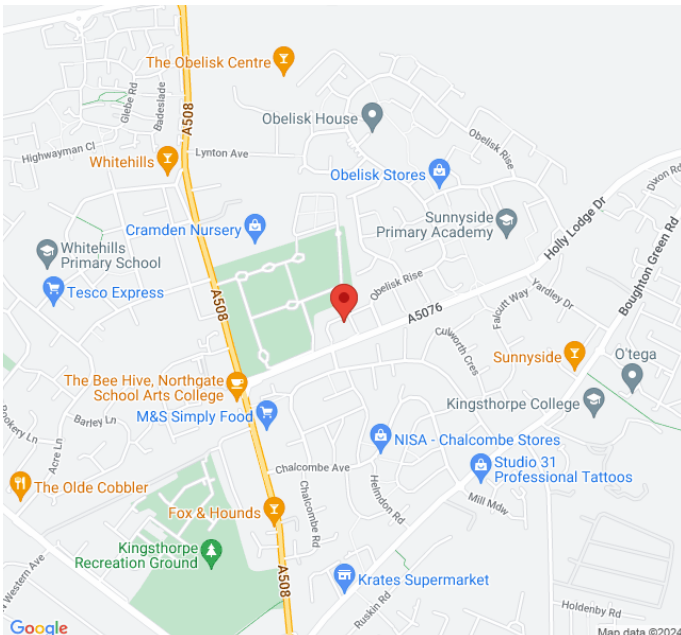 The Obelisk Centre
Glebe Rd
Badeslade
A508
Obelisk House
Highwayman Cl
Lynton Ave
Whitehills
Obelisk Rise
Obelisk Stores
Dixon Rd
Sunnyside
Primary Academy
Cramden Nursery
Holly Lodge Dr
Whitehills
Primary School
Boughton Green Rd
Tesco Express
A508
Obelisk Rise
A5076
Falcutt Way
Yardley Dr
Culworth Cres
Sunnyside
O'tega
The Bee Hive, Northgate
School Arts College
Kingsthorpe College
M&S Simply Food
Barley Ln
Acre Ln
NISA - Chalcombe Stores
Chalcombe Ave
Studio 31
Professional Tattoos
The Olde Cobbler
Helmdon Rd
Chalcombe Rd
Mill Mdw
Fox & Hounds
Kingsthorpe
Recreation Ground
A508
Western Ave
Krates Supermarket
Ruskin Rd
Holdenby Rd
Google
Map data ©2024